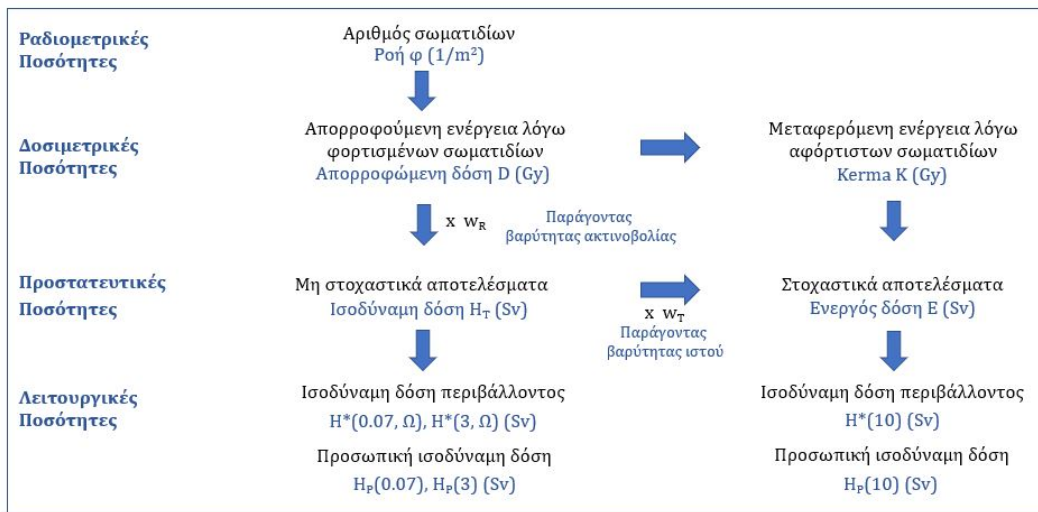 Ραδιομετρικές
Ποσότητες
Αριθμός σωματιδίων
Ροή φ (1/m²)
Δοσιμετρικές
Ποσότητες
Απορροφούμενη ενέργεια λόγω
φορτισμένων σωματιδίων
Απορροφώμενη δόση D (Gy)
Μεταφερόμενη ενέργεια λόγω
αφόρτιστων σωματιδίων
Kerma K (Gy)
x w_R
Παράγοντας
βαρύτητας ακτινοβολίας
Προστατευτικές
Ποσότητες
Μη στοχαστικά αποτελέσματα
Ισοδύναμη δόση H_T (Sv)
x w_T
Παράγοντας
βαρύτητας ιστού
Στοχαστικά αποτελέσματα
Ενεργός δόση E (Sv)
Λειτουργικές
Ποσότητες
Ισοδύναμη δόση περιβάλλοντος
H*(0.07, Ω), H*(3, Ω) (Sv)
Προσωπική ισοδύναμη δόση
H_P(0.07), H_P(3) (Sv)
Ισοδύναμη δόση περιβάλλοντος
H*(10) (Sv)
Προσωπική ισοδύναμη δόση
H_P(10) (Sv)